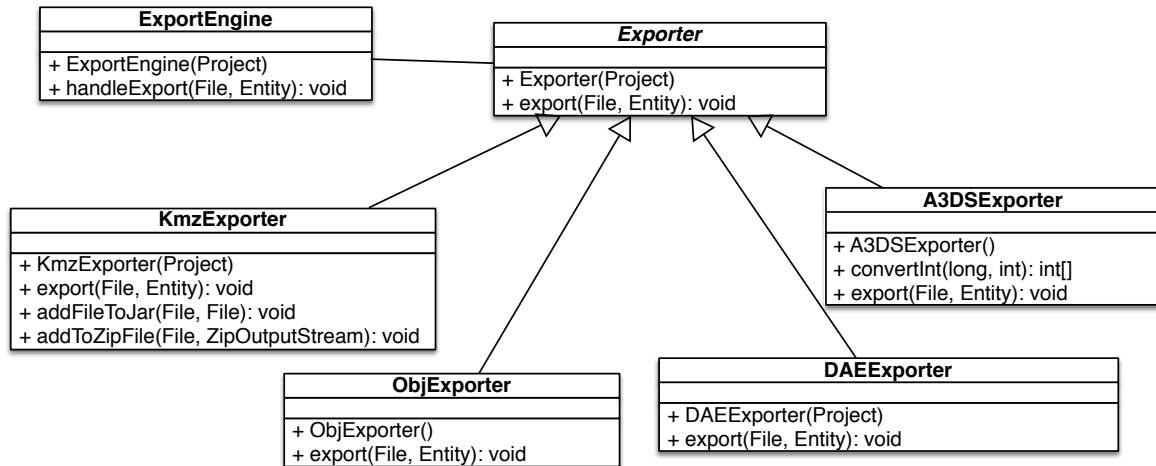 ExportEngine
+ ExportEngine(Project)
+ handleExport(File, Entity): void
Exporter
+ Exporter(Project)
+ export(File, Entity): void
KmzExporter
+ KmzExporter(Project)
+ export(File, Entity): void
+ addFileToJar(File, File): void
+ addToZipFile(File, ZipOutputStream): void
A3DSExporter
+ A3DSExporter()
+ convertInt(long, int): int[]
+ export(File, Entity): void
ObjExporter
+ ObjExporter()
+ export(File, Entity): void
DAEExporter
+ DAEExporter(Project)
+ export(File, Entity): void